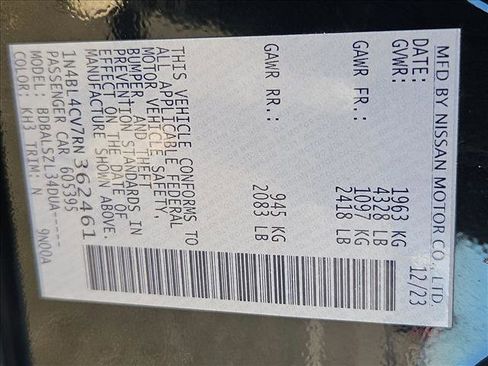 MFD BY NISSAN MOTOR CO., LTD.
DATE: 12/23
GVWR: 1963 KG
4328 LB
GAWR FR.: 1097 KG
2418 LB
GAWR RR.: 945 KG
2083 LB
THIS VEHICLE CONFORMS TO
ALL APPLICABLE FEDERAL
MOTOR VEHICLE SAFETY
BUMPER, AND THEFT
PREVENTION STANDARDS IN
EFFECT ON THE DATE OF
MANUFACTURE SHOWN ABOVE.
1N4BL4CV7RN362461
PASSENGER CAR 605395
MODEL: BDBALSZL34DUA-----
COLOR: KH3 TRIM: N 9N00A